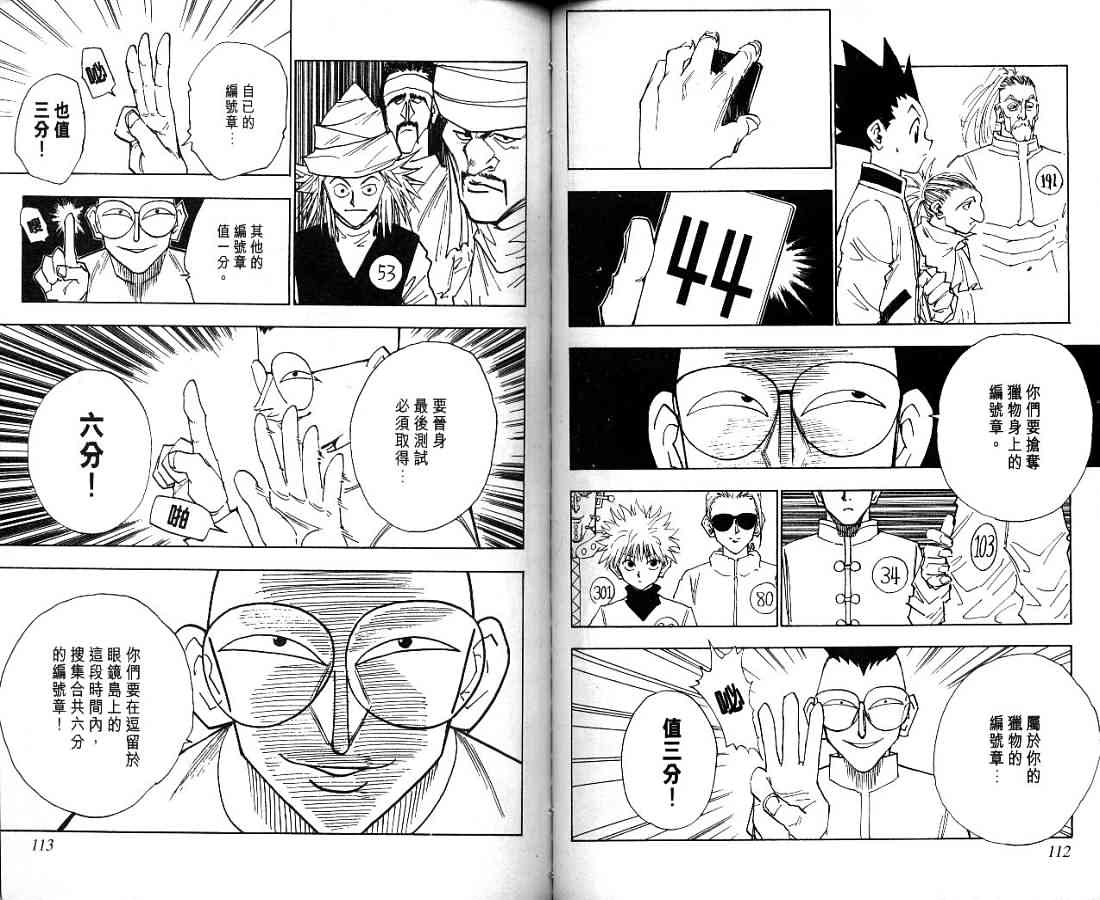 191
44
你們要搶奪
獵物身上的
編號章。
103
34
80
301
屬於你的
獵物的
編號章…
呦
值三分！
112
53
自己的
編號章…
呦
也值
三分！
其他的
編號章
值一分。
嘿
要晉身
最後測試
必須取得…
啪
六分！
你們要在逗留於
眼鏡島上的
這段時間內，
搜集合共六分
的編號章！
113